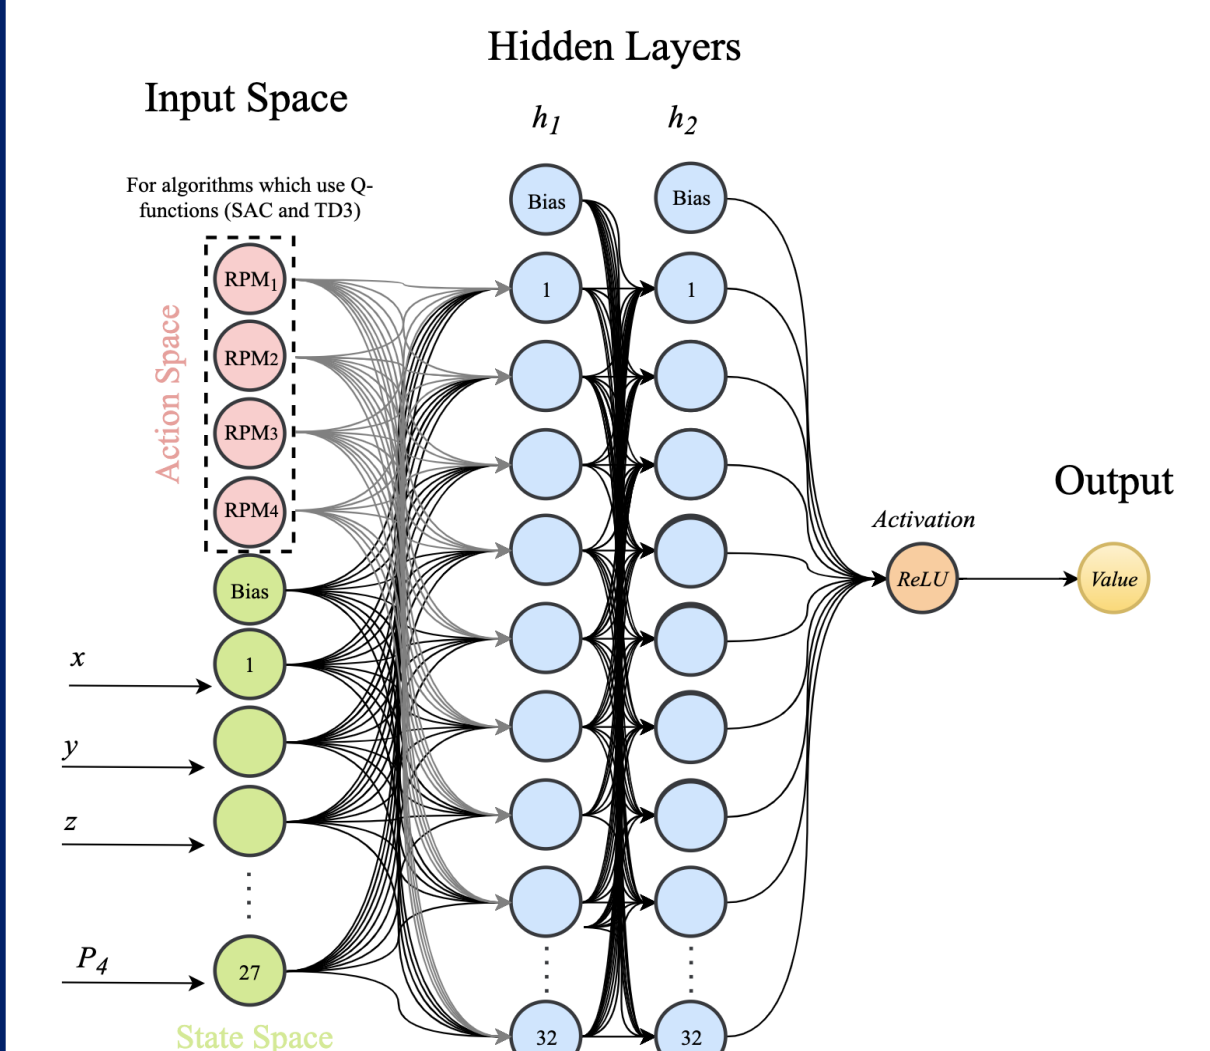 Hidden Layers
Input Space
h1
h2
For algorithms which use Q-
functions (SAC and TD3)
Action Space
RPM1
RPM2
RPM3
RPM4
Bias
1
27
x
y
z
P4
State Space
Bias
1
32
Bias
1
32
Activation
ReLU
Output
Value